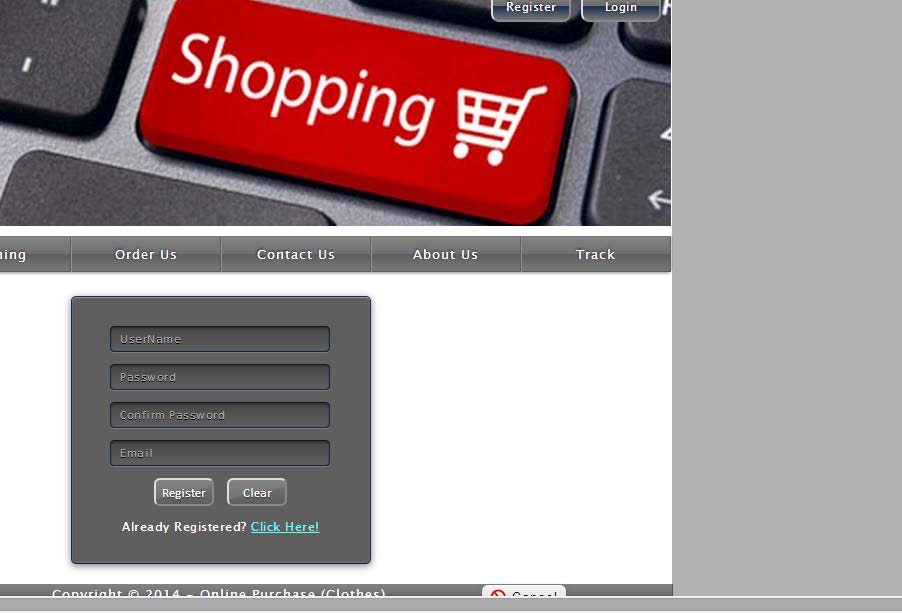 Register Login
Shopping
ning Order Us Contact Us About Us Track
UserName
Password
Confirm Password
Email
Register Clear
Already Registered? Click Here!
Copyright © 2014 - Online Purchase (Clothes) Cancel